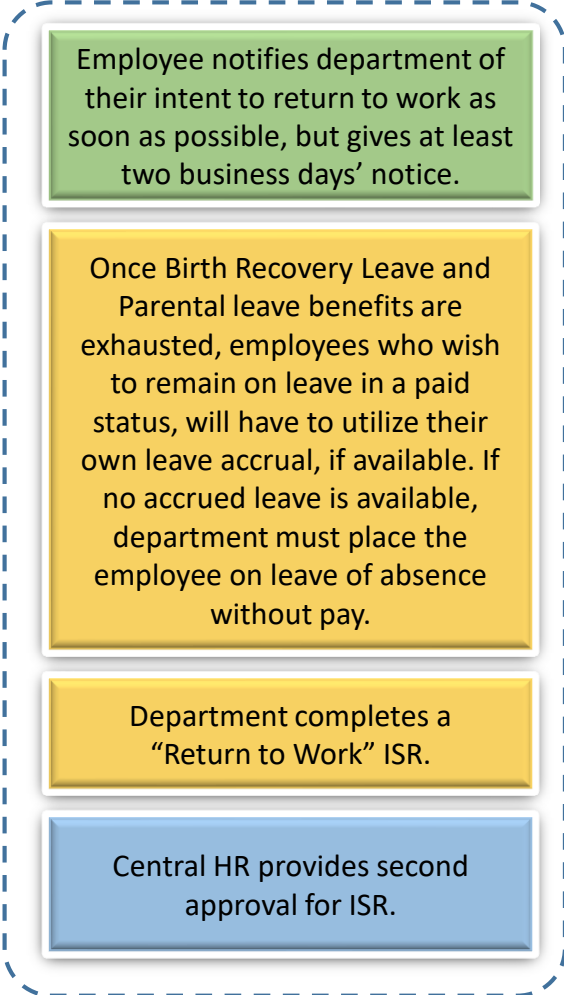 Employee notifies department of
their intent to return to work as
soon as possible, but gives at least
two business days’ notice.
Once Birth Recovery Leave and
Parental leave benefits are
exhausted, employees who wish
to remain on leave in a paid
status, will have to utilize their
own leave accrual, if available. If
no accrued leave is available,
department must place the
employee on leave of absence
without pay.
Department completes a
“Return to Work” ISR.
Central HR provides second
approval for ISR.